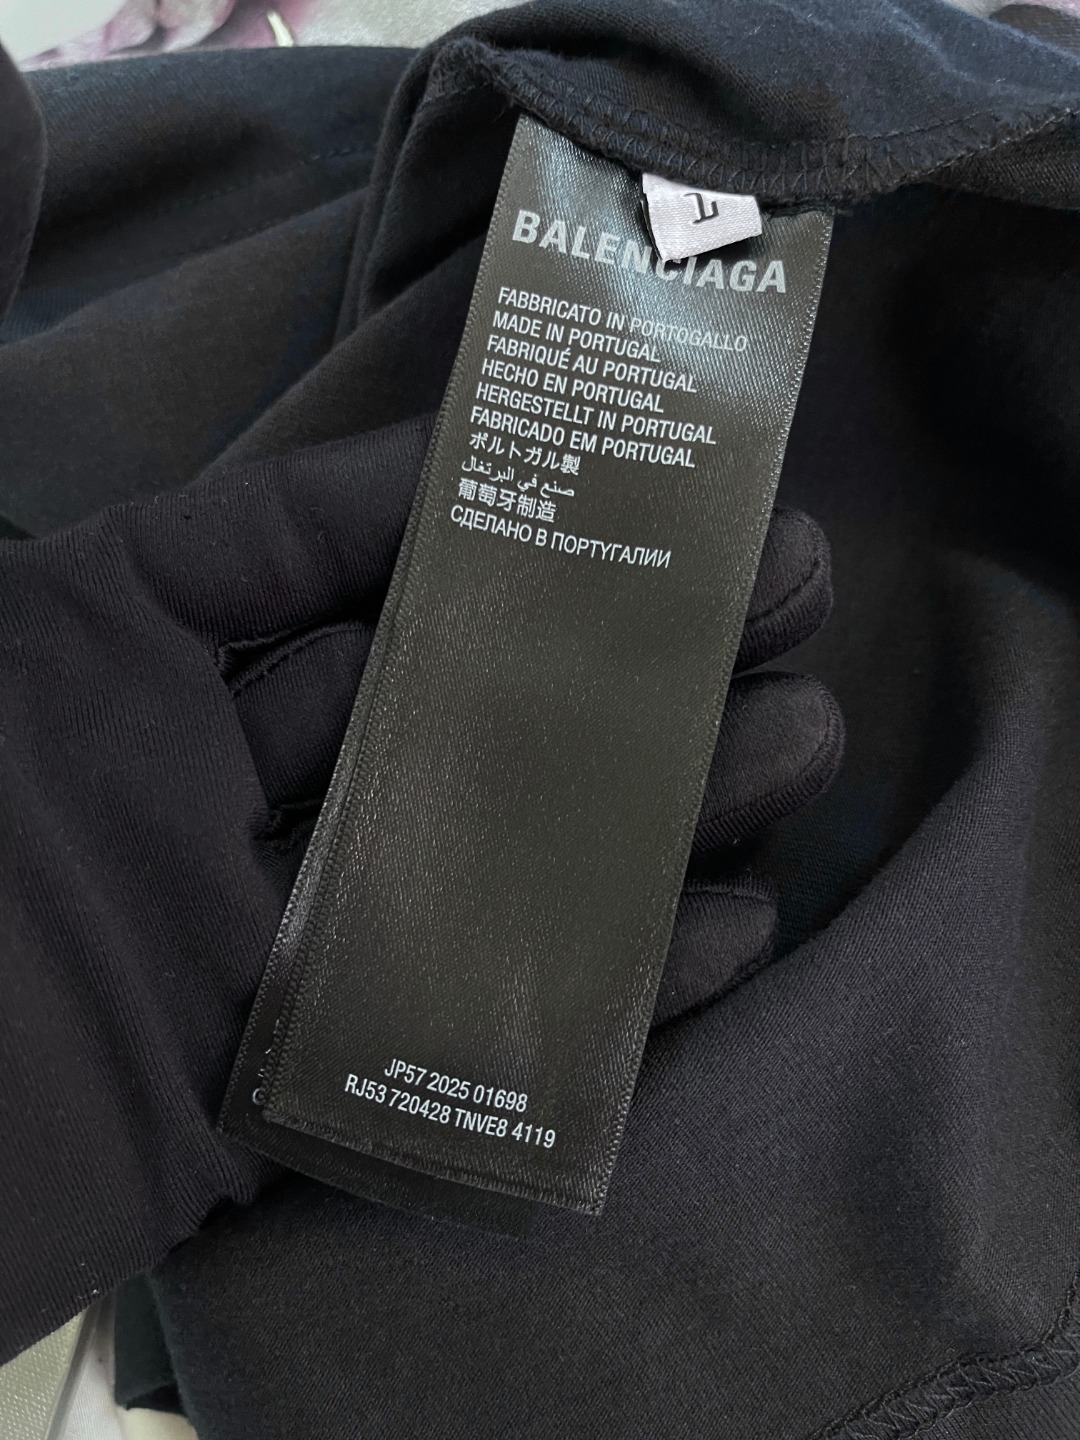 BALENCIAGA
FABBRICATO IN PORTOGALLO
MADE IN PORTUGAL
FABRIQUÉ AU PORTUGAL
HECHO EN PORTUGAL
HERGESTELLT IN PORTUGAL
FABRICADO EM PORTUGAL
ポルトガル製
صنع في البرتغال
葡萄牙制造
СДЕЛАНО В ПОРТУГАЛИИ
JP57 2025 01698
RJ53 720428 TNVE8 4119